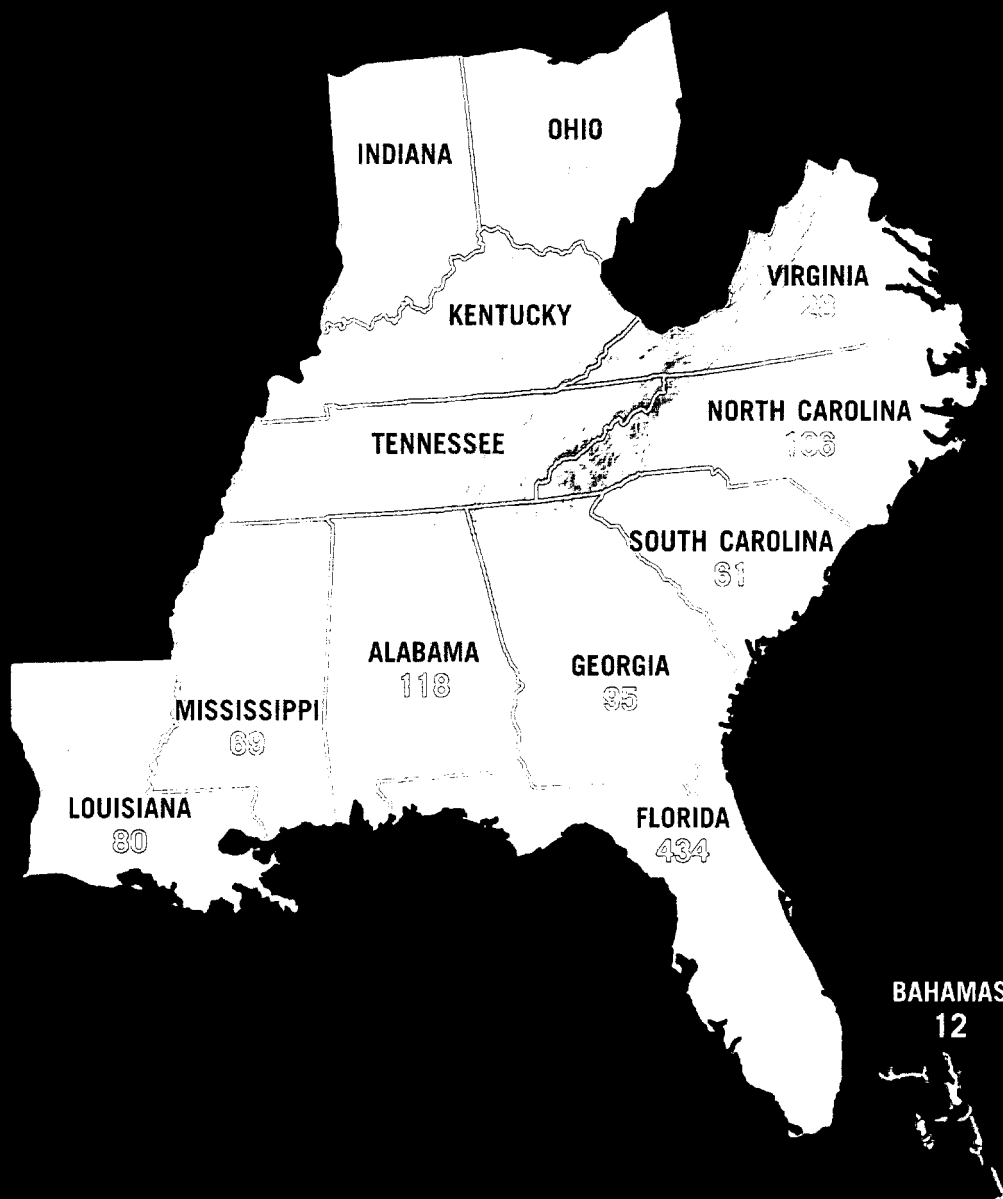 OHIO
INDIANA
VIRGINIA
KENTUCKY
NORTH CAROLINA
106
TENNESSEE
SOUTH CAROLINA
61
ALABAMA
118
GEORGIA
95
MISSISSIPPI
69
LOUISIANA
80
FLORIDA
434
BAHAMAS
12